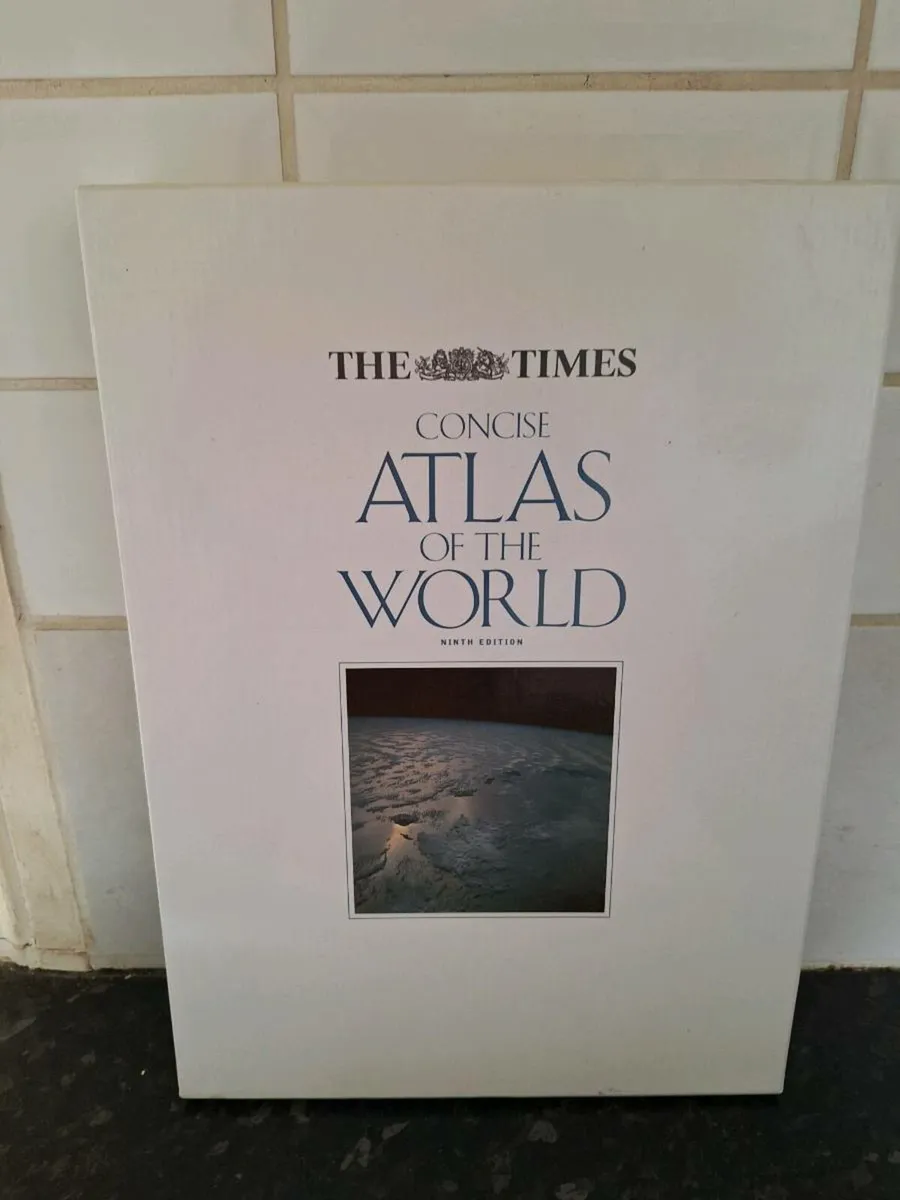 THE TIMES
CONCISE
ATLAS
OF THE
WORLD
NINTH EDITION